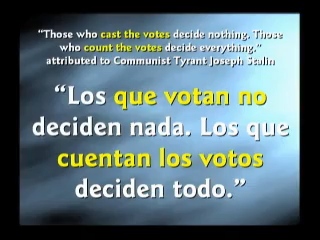 “Those who cast the votes decide nothing. Those
who count the votes decide everything.”
attributed to Communist Tyrant Joseph Stalin
“Los que votan no
deciden nada. Los que
cuentan los votos
deciden todo.”